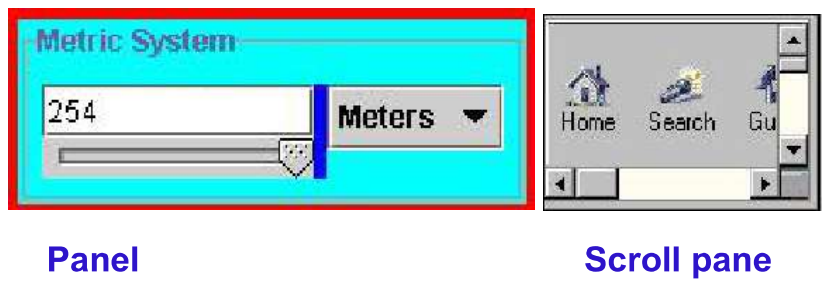 Metric System
254
Meters
Home Search Gu
Panel
Scroll pane